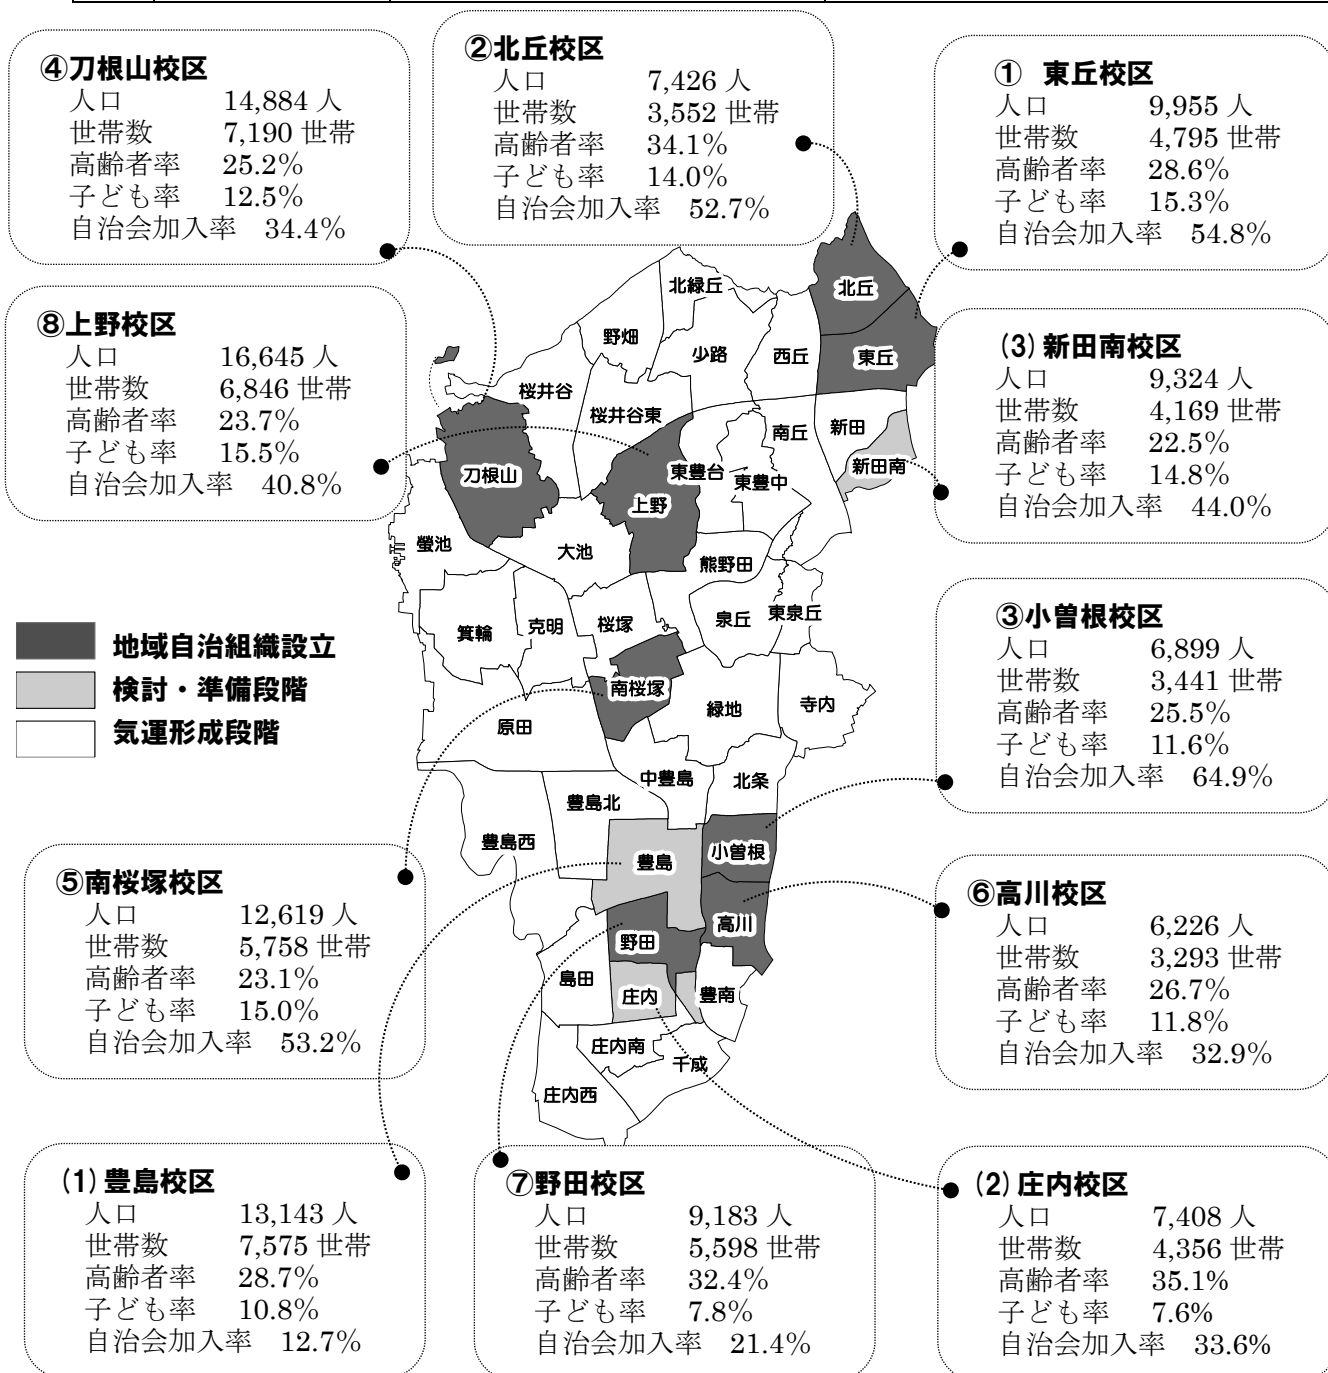 ④刀根山校区
人口 14,884 人
世帯数 7,190 世帯
高齢者率 25.2%
子ども率 12.5%
自治会加入率 34.4%
②北丘校区
人口 7,426 人
世帯数 3,552 世帯
高齢者率 34.1%
子ども率 14.0%
自治会加入率 52.7%
① 東丘校区
人口 9,955 人
世帯数 4,795 世帯
高齢者率 28.6%
子ども率 15.3%
自治会加入率 54.8%
⑧上野校区
人口 16,645 人
世帯数 6,846 世帯
高齢者率 23.7%
子ども率 15.5%
自治会加入率 40.8%
(3)新田南校区
人口 9,324 人
世帯数 4,169 世帯
高齢者率 22.5%
子ども率 14.8%
自治会加入率 44.0%
北緑丘
北丘
野畑
少路
西丘
東丘
桜井谷
桜井谷東
南丘
新田
刀根山
東豊台
東豊中
新田南
上野
螢池
大池
熊野田
箕輪
克明
桜塚
泉丘
東泉丘
南桜塚
緑地
寺内
原田
中豊島
北条
豊島北
豊島西
豊島
小曽根
野田
高川
島田
庄内
豊南
庄内南
千成
庄内西
地域自治組織設立
検討・準備段階
気運形成段階
③小曽根校区
人口 6,899 人
世帯数 3,441 世帯
高齢者率 25.5%
子ども率 11.6%
自治会加入率 64.9%
⑤南桜塚校区
人口 12,619 人
世帯数 5,758 世帯
高齢者率 23.1%
子ども率 15.0%
自治会加入率 53.2%
⑥高川校区
人口 6,226 人
世帯数 3,293 世帯
高齢者率 26.7%
子ども率 11.8%
自治会加入率 32.9%
(1)豊島校区
人口 13,143 人
世帯数 7,575 世帯
高齢者率 28.7%
子ども率 10.8%
自治会加入率 12.7%
⑦野田校区
人口 9,183 人
世帯数 5,598 世帯
高齢者率 32.4%
子ども率 7.8%
自治会加入率 21.4%
(2)庄内校区
人口 7,408 人
世帯数 4,356 世帯
高齢者率 35.1%
子ども率 7.6%
自治会加入率 33.6%